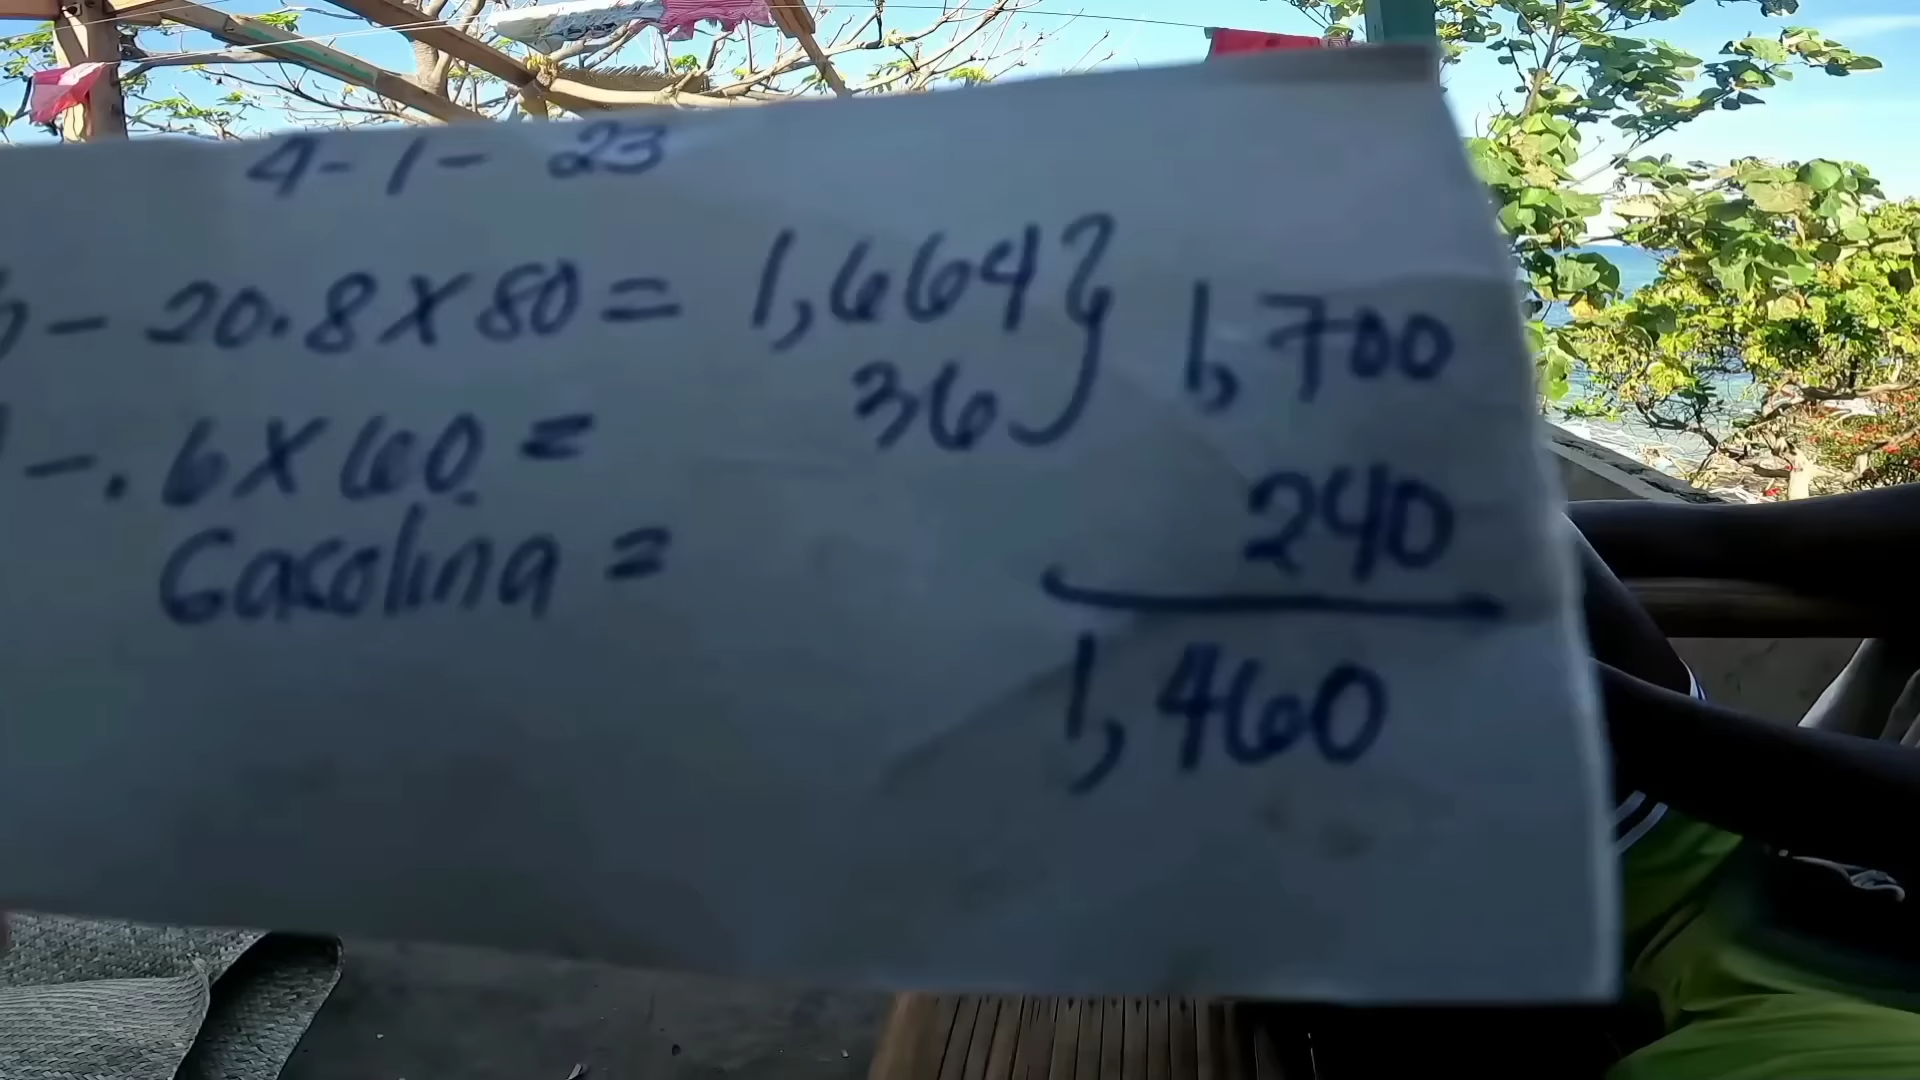 4-1-23
- 20.8 X 80 = 1,664 } 1,700
- .6 X 60 = 36
Gasolina = 240
1,460